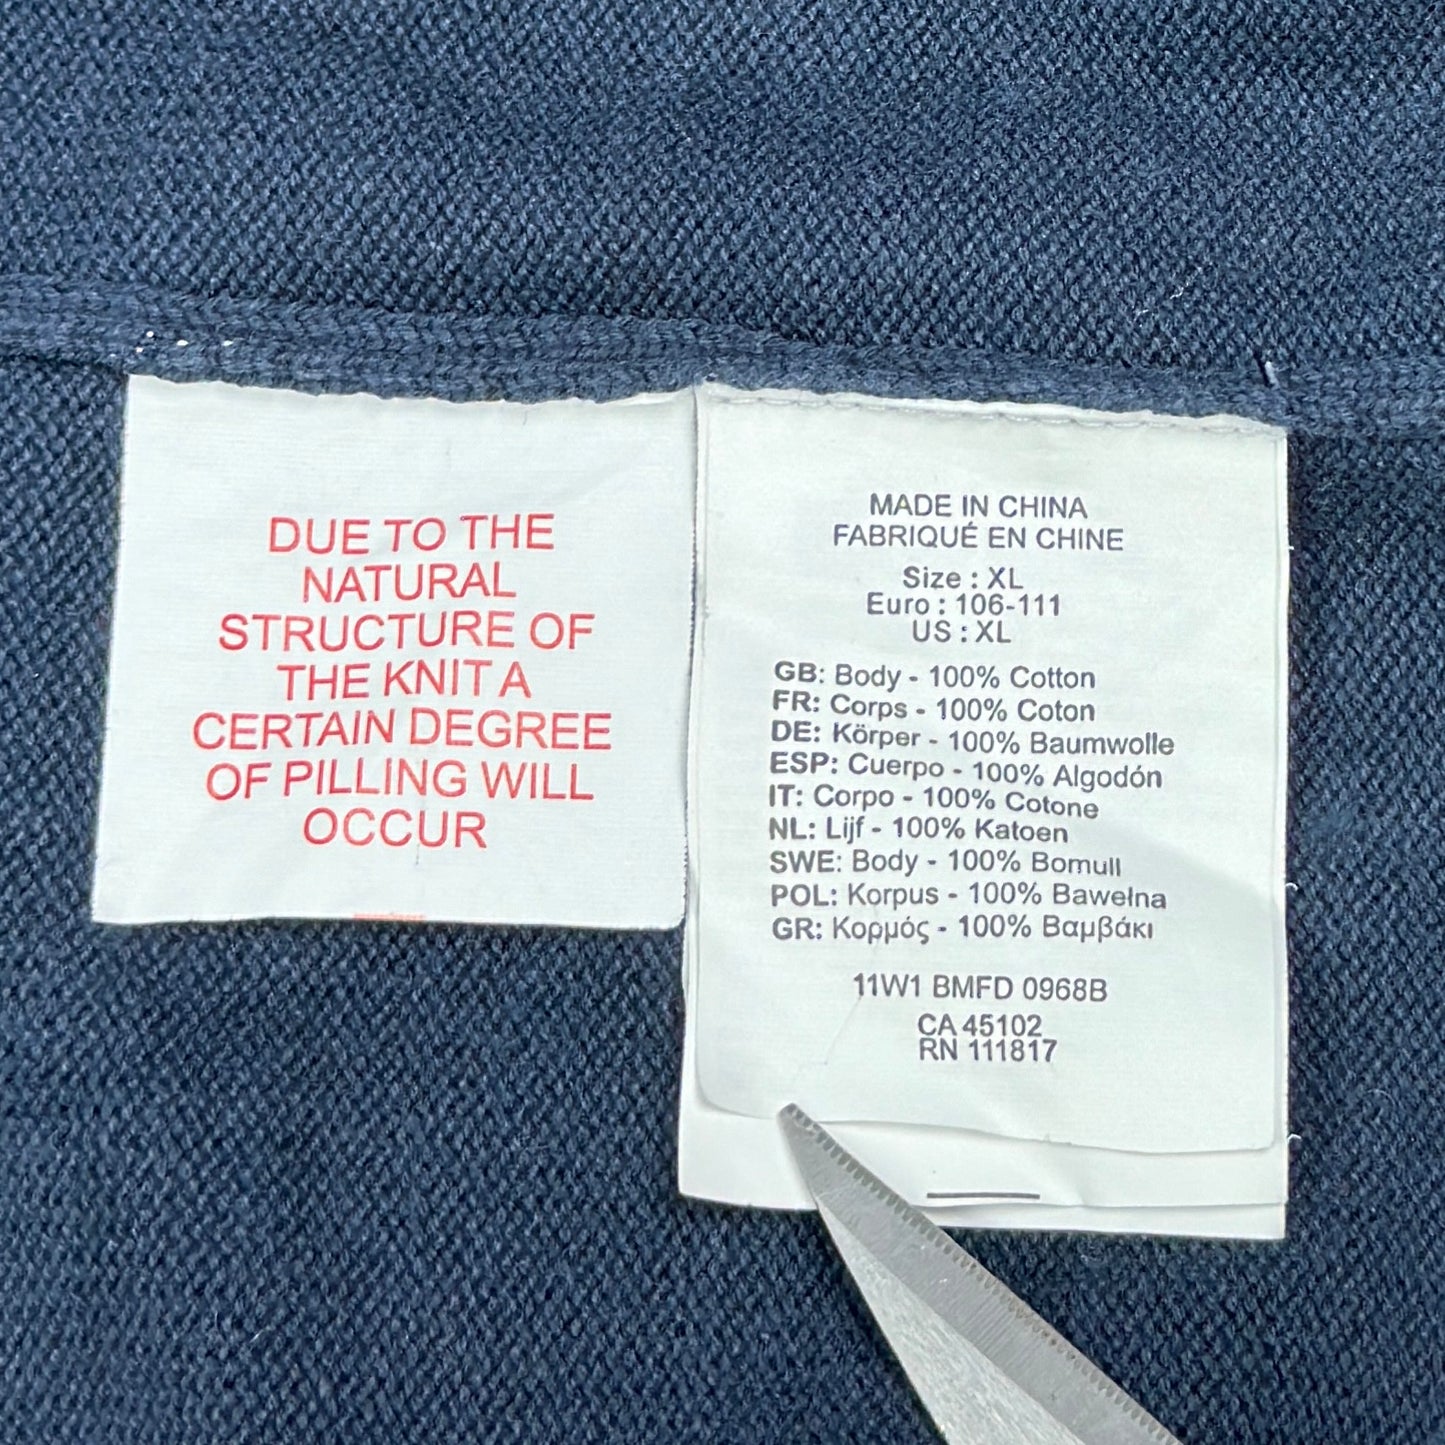 DUE TO THE
NATURAL
STRUCTURE OF
THE KNIT A
CERTAIN DEGREE
OF PILLING WILL
OCCUR
MADE IN CHINA
FABRIQUÉ EN CHINE
Size : XL
Euro : 106-111
US : XL
GB: Body - 100% Cotton
FR: Corps - 100% Coton
DE: Körper - 100% Baumwolle
ESP: Cuerpo - 100% Algodón
IT: Corpo - 100% Cotone
NL: Lijf - 100% Katoen
SWE: Body - 100% Bomull
POL: Korpus - 100% Bawełna
GR: Κορμός - 100% Βαμβάκι
11W1 BMFD 0968B
CA 45102
RN 111817